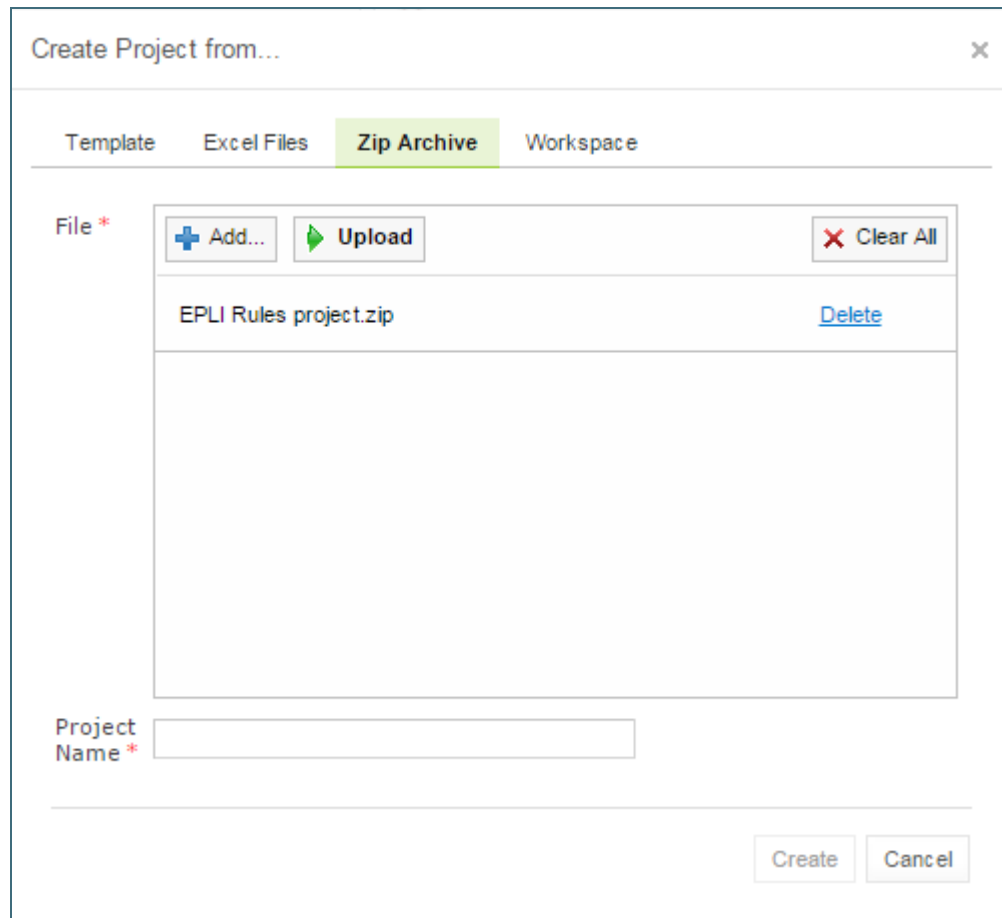 Create Project from...
Template Excel Files Zip Archive Workspace
File * Add... Upload Clear All
EPLI Rules project.zip Delete
Project
Name *
Create Cancel